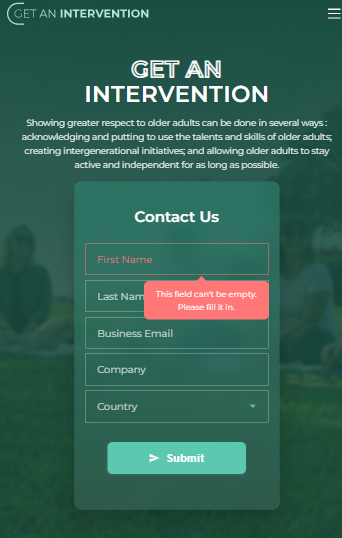 GET AN INTERVENTION
GET AN
INTERVENTION
Showing greater respect to older adults can be done in several ways :
acknowledging and putting to use the talents and skills of older adults;
creating intergenerational initiatives; and allowing older adults to stay
active and independent for as long as possible.
Contact Us
First Name
This field can't be empty.
Please fill it in.
Last Nam
Business Email
Company
Country
Submit